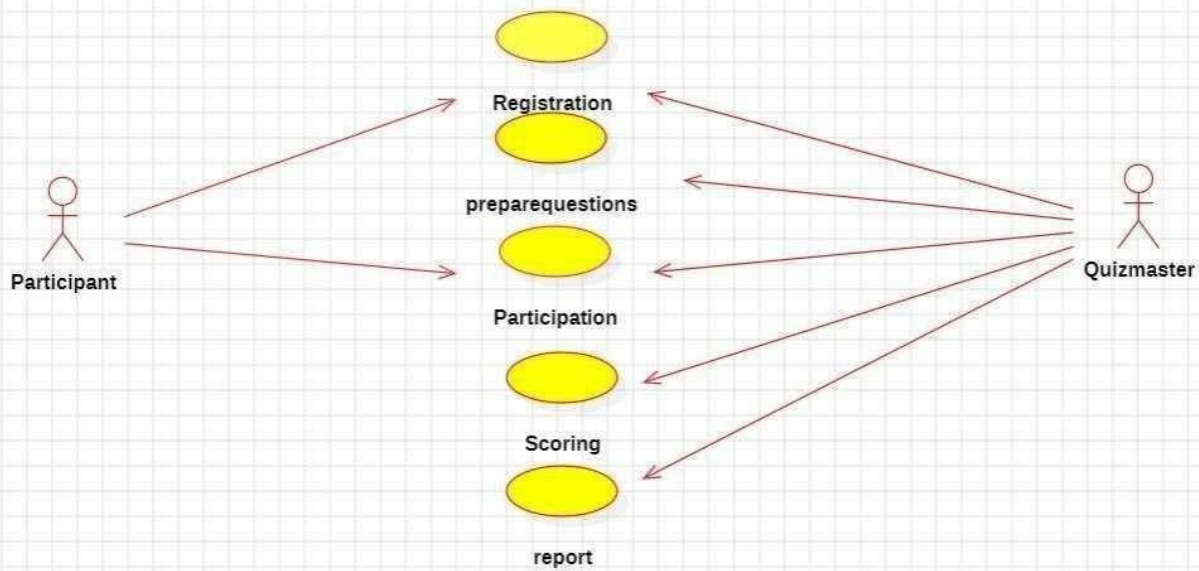 Registration
preparequestions
Participant
Quizmaster
Participation
Scoring
report